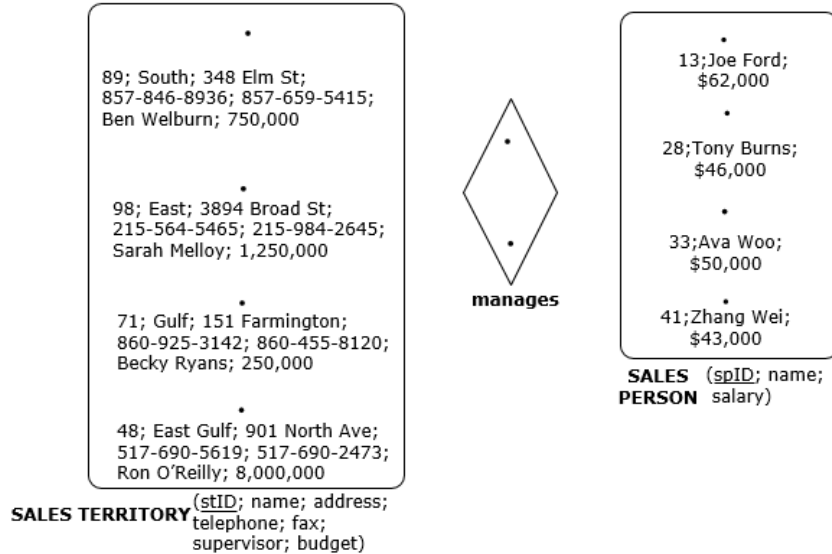 89; South; 348 Elm St;
857-846-8936; 857-659-5415;
Ben Welburn; 750,000
98; East; 3894 Broad St;
215-564-5465; 215-984-2645;
Sarah Melloy; 1,250,000
71; Gulf; 151 Farmington;
860-925-3142; 860-455-8120;
Becky Ryans; 250,000
48; East Gulf; 901 North Ave;
517-690-5619; 517-690-2473;
Ron O'Reilly; 8,000,000
SALES TERRITORY (stID; name; address;
telephone; fax;
supervisor; budget)
manages
13;Joe Ford;
$62,000
28;Tony Burns;
$46,000
33;Ava Woo;
$50,000
41;Zhang Wei;
$43,000
SALES (spID; name;
PERSON salary)